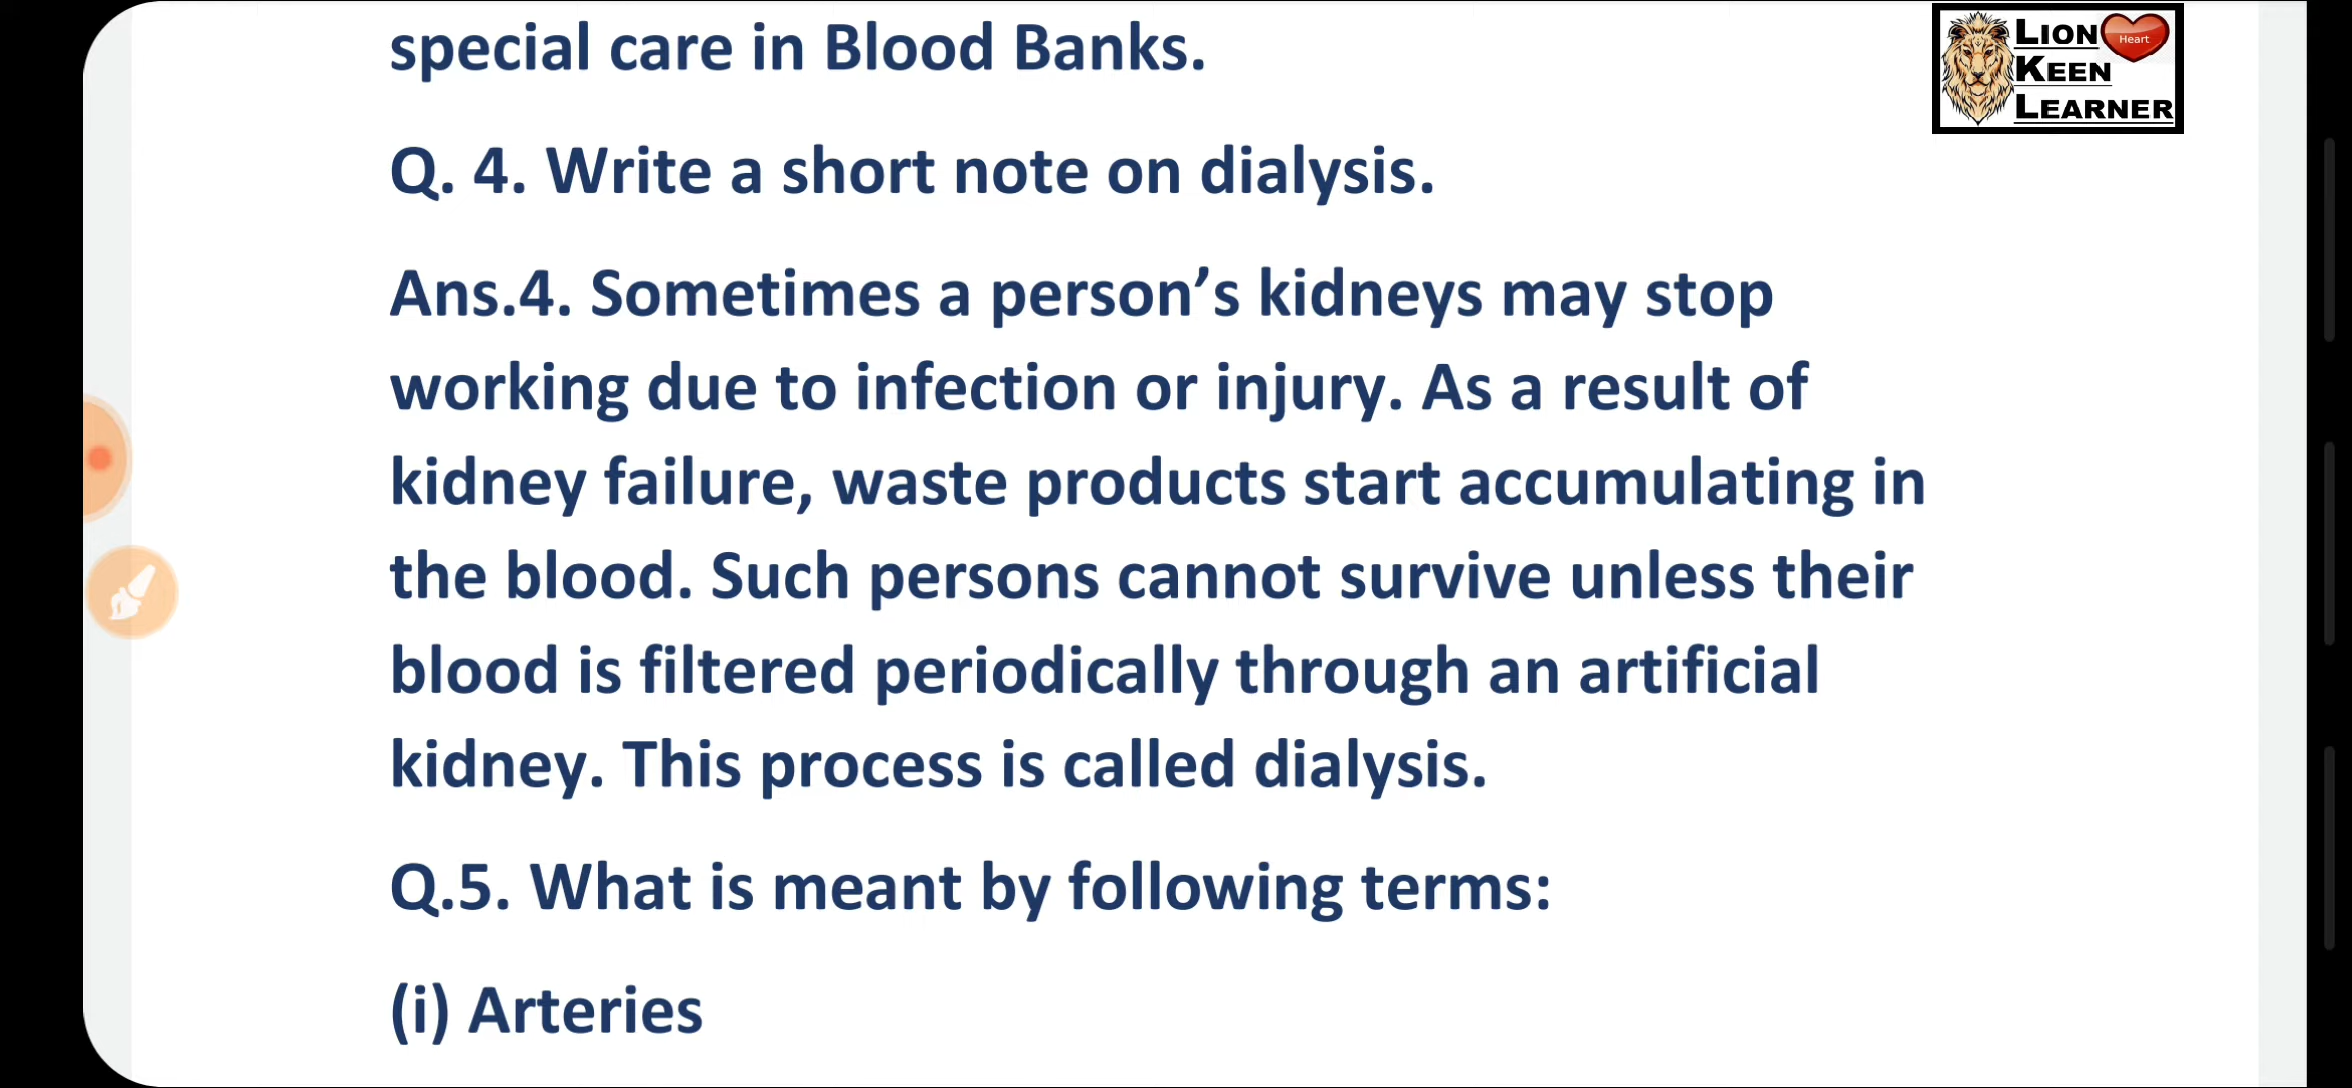 special care in Blood Banks.
LION
Heart
KEEN
LEARNER
Q. 4. Write a short note on dialysis.
Ans.4. Sometimes a person’s kidneys may stop
working due to infection or injury. As a result of
kidney failure, waste products start accumulating in
the blood. Such persons cannot survive unless their
blood is filtered periodically through an artificial
kidney. This process is called dialysis.
Q.5. What is meant by following terms:
(i) Arteries